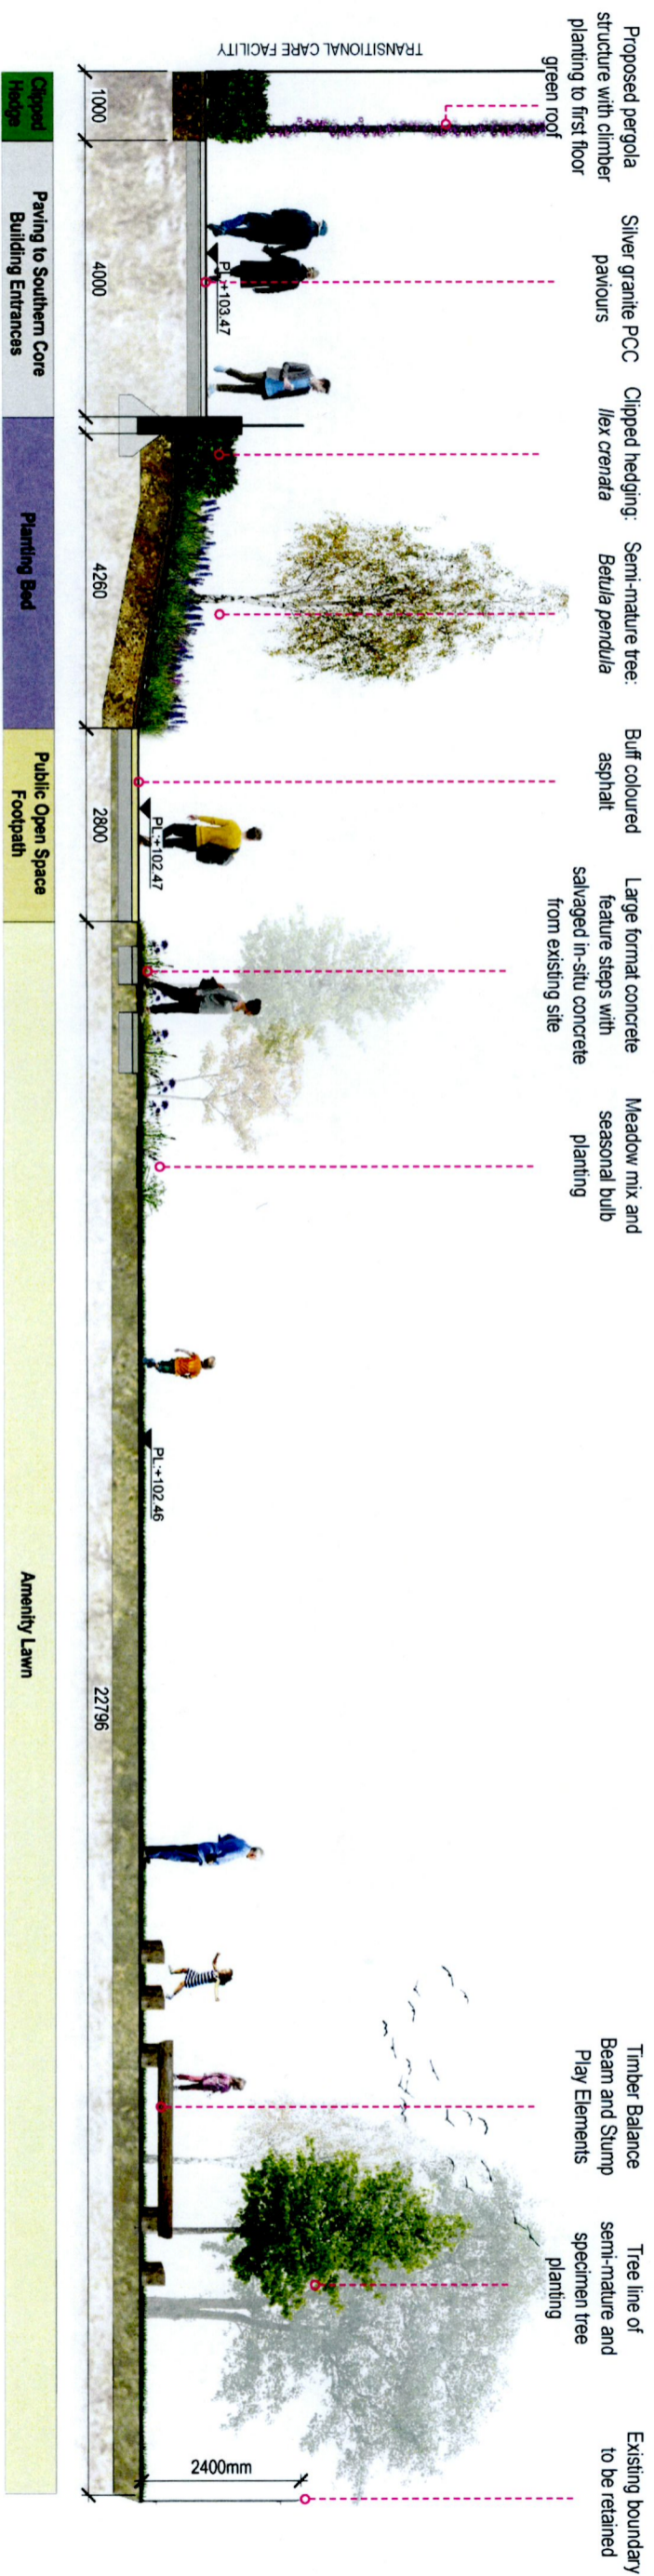 Proposed pergola
structure with climber
planting to first floor
green roof
Silver granite PCC
paviours
Clipped hedging:
Ilex crenata
Semi-mature tree:
Betula pendula
Buff coloured
asphalt
Large format concrete
feature steps with
salvaged in-situ concrete
from existing site
Meadow mix and
seasonal bulb
planting
Timber Balance
Beam and Stump
Play Elements
Tree line of
semi-mature and
specimen tree
planting
Existing boundary
to be retained
TRANSITIONAL CARE FACILITY
PL:+103.47
PL:+102.47
PL:+102.46
2400mm
1000
4000
4260
2800
22796
Clipped
Hedge
Paving to Southern Core
Building Entrances
Planting Bed
Public Open Space
Footpath
Amenity Lawn